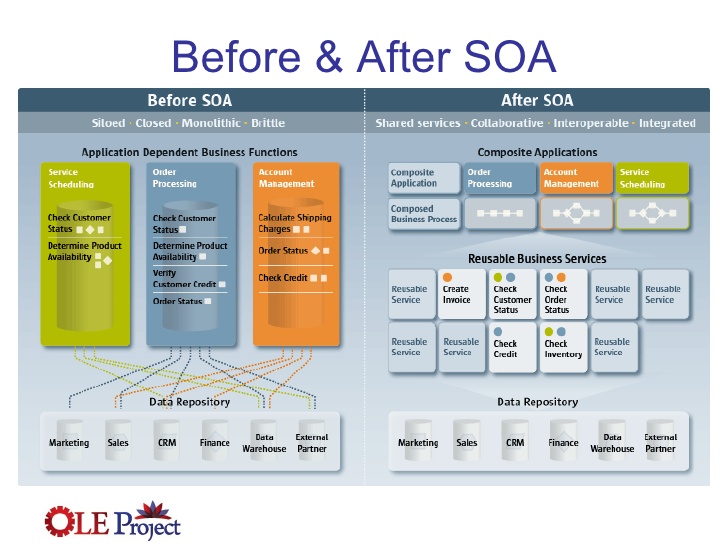 Before & After SOA
Before SOA
Siloed · Closed · Monolithic · Brittle
Application Dependent Business Functions
Service
Scheduling
Check Customer
Status
Determine Product
Availability
Order
Processing
Check Customer
Status
Determine Product
Availability
Verify
Customer Credit
Order Status
Account
Management
Calculate Shipping
Charges
Order Status
Check Credit
Data Repository
Marketing
Sales
CRM
Finance
Data
Warehouse
External
Partner
After SOA
Shared services · Collaborative · Interoperable · Integrated
Composite Applications
Composite
Application
Order
Processing
Account
Management
Service
Scheduling
Composed
Business Process
Reusable Business Services
Reusable
Service
Create
Invoice
Check
Customer
Status
Check
Order
Status
Reusable
Service
Reusable
Service
Reusable
Service
Reusable
Service
Check
Credit
Check
Inventory
Reusable
Service
Data Repository
Marketing
Sales
CRM
Finance
Data
Warehouse
External
Partner
OLE Project